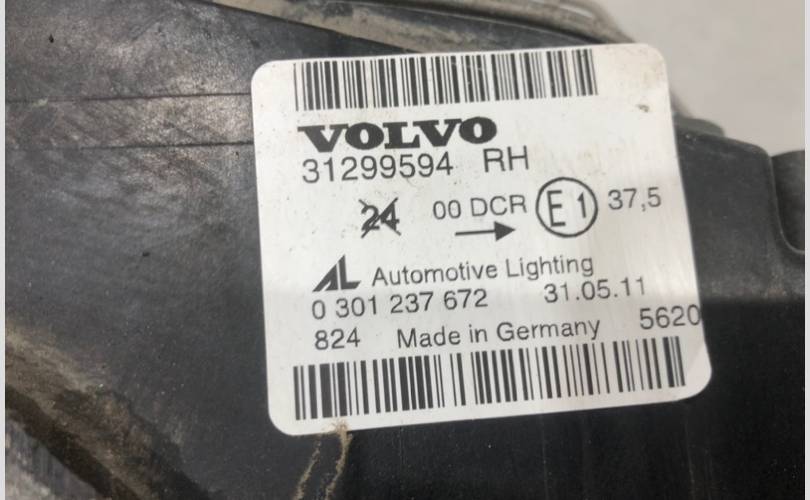 VOLVO
31299594 RH
24 00 DCR E1 37,5
AL Automotive Lighting
0 301 237 672 31.05.11
824 Made in Germany 5620